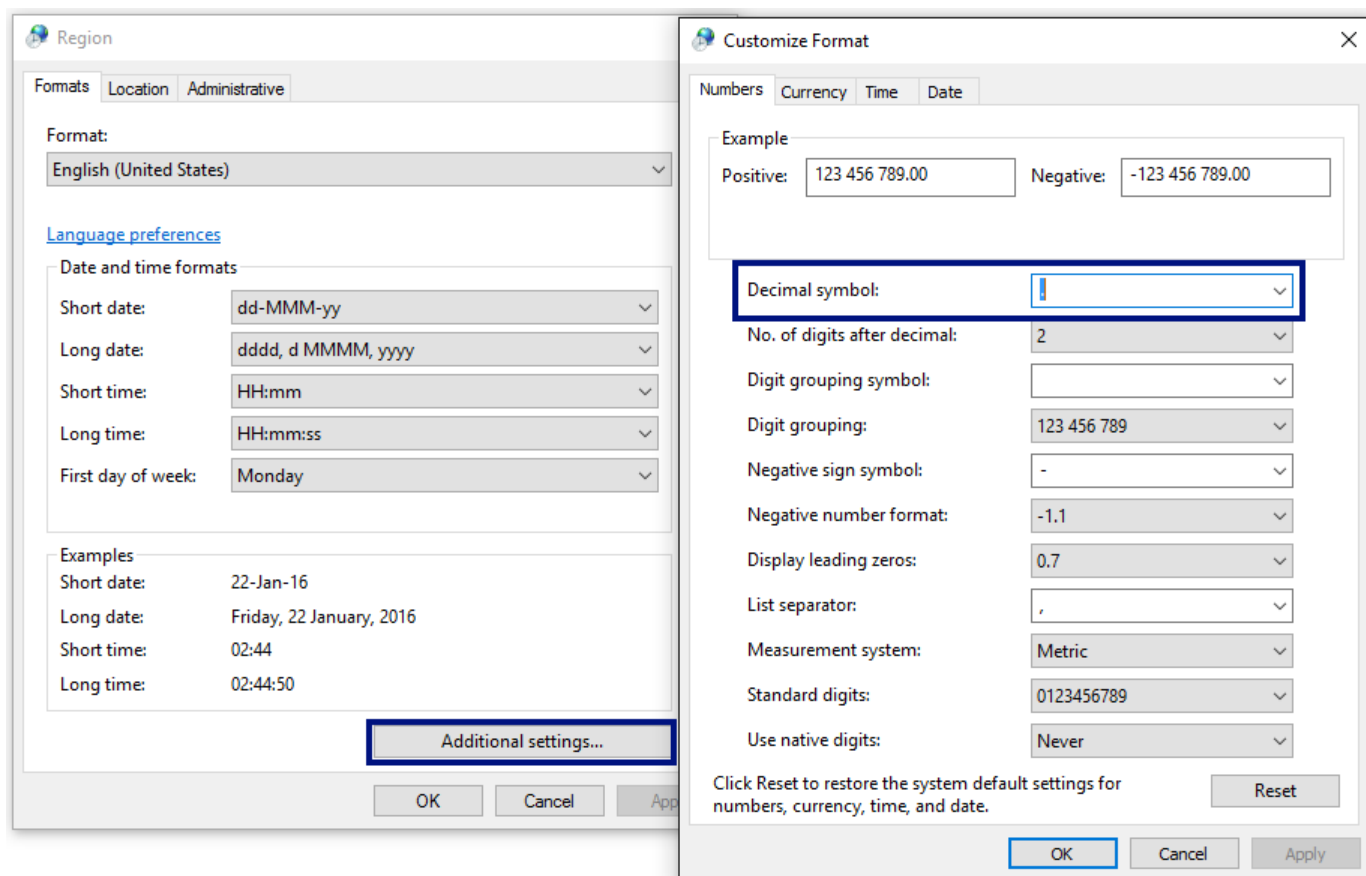 Region
Formats Location Administrative
Format:
English (United States)
Language preferences
Date and time formats
Short date: dd-MMM-yy
Long date: dddd, d MMMM, yyyy
Short time: HH:mm
Long time: HH:mm:ss
First day of week: Monday
Examples
Short date: 22-Jan-16
Long date: Friday, 22 January, 2016
Short time: 02:44
Long time: 02:44:50
Additional settings...
OK Cancel App
Customize Format
Numbers Currency Time Date
Example
Positive: 123 456 789.00 Negative: -123 456 789.00
Decimal symbol: .
No. of digits after decimal: 2
Digit grouping symbol:
Digit grouping: 123 456 789
Negative sign symbol: -
Negative number format: -1.1
Display leading zeros: 0.7
List separator: ,
Measurement system: Metric
Standard digits: 0123456789
Use native digits: Never
Click Reset to restore the system default settings for
numbers, currency, time, and date.
Reset
OK Cancel Apply